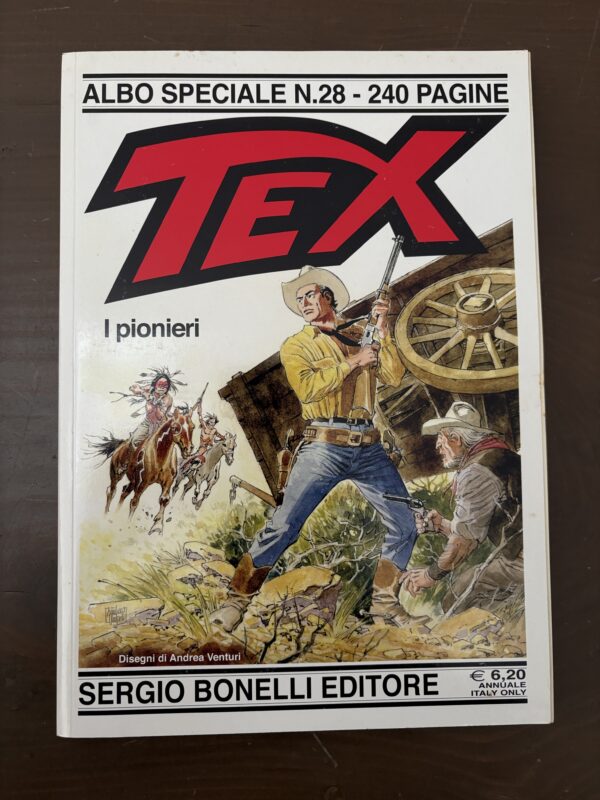 ALBO SPECIALE N.28 - 240 PAGINE
TEX
I pionieri
Disegni di Andrea Venturi
SERGIO BONELLI EDITORE
€ 6,20
ANNUALE
ITALY ONLY